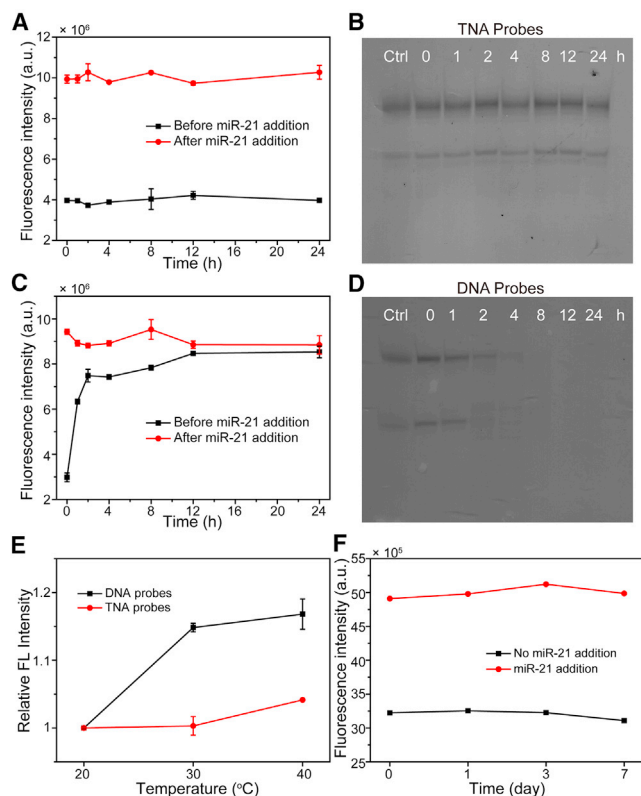 A
× 10⁶
Fluorescence intensity (a.u.)
12
10
8
6
4
2
Before miR-21 addition
After miR-21 addition
0 4 8 12 16 20 24
Time (h)
B
TNA Probes
Ctrl 0 1 2 4 8 12 24 h
C
× 10⁶
Fluorescence intensity (a.u.)
10
8
6
4
2
Before miR-21 addition
After miR-21 addition
0 4 8 12 16 20 24
Time (h)
D
DNA Probes
Ctrl 0 1 2 4 8 12 24 h
E
Relative FL Intensity
1.2
1.1
1
DNA probes
TNA probes
20 30 40
Temperature (°C)
F
× 10⁵
Fluorescence intensity (a.u.)
55
50
45
40
35
31
25
No miR-21 addition
miR-21 addition
0 1 3 7
Time (day)